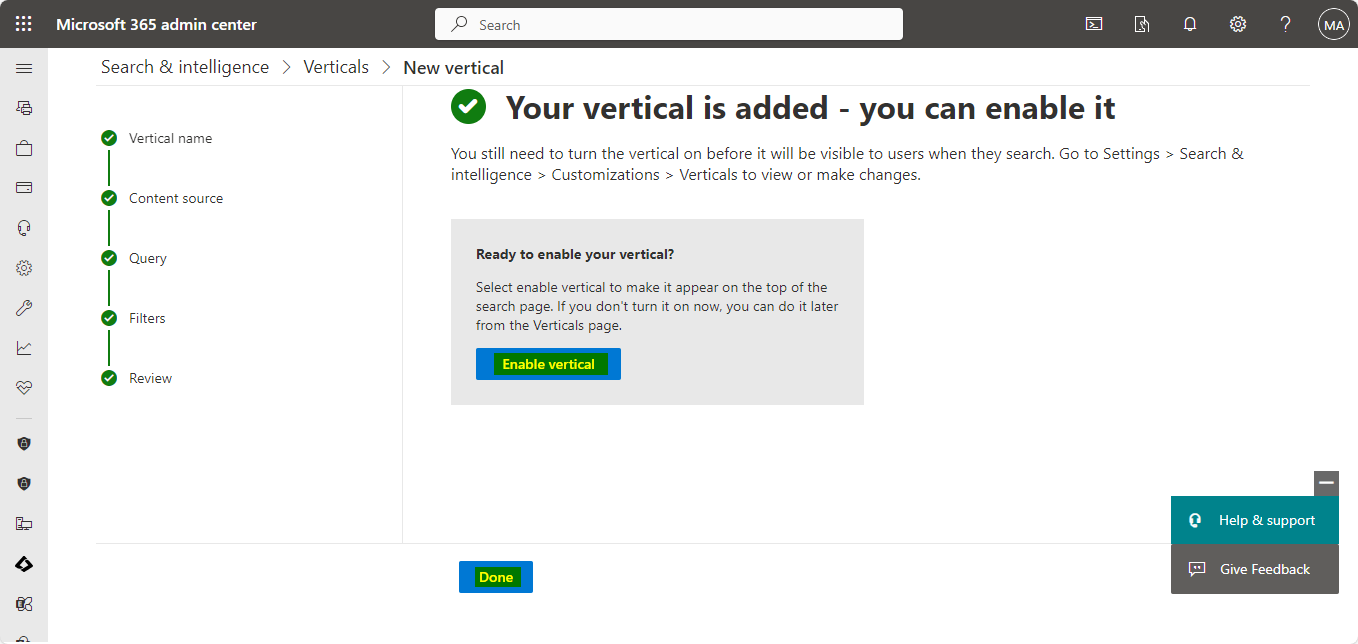 Microsoft 365 admin center
Search
MA
Search & intelligence > Verticals > New vertical
Vertical name
Content source
Query
Filters
Review
Your vertical is added - you can enable it
You still need to turn the vertical on before it will be visible to users when they search. Go to Settings > Search &
intelligence > Customizations > Verticals to view or make changes.
Ready to enable your vertical?
Select enable vertical to make it appear on the top of the
search page. If you don't turn it on now, you can do it later
from the Verticals page.
Enable vertical
Done
Help & support
Give Feedback